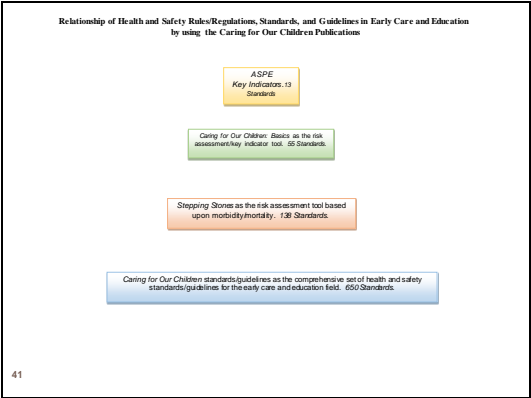 Relationship of Health and Safety Rules/Regulations, Standards, and Guidelines in Early Care and Education
by using the Caring for Our Children Publications
ASPE
Key Indicators.13
Standards
Caring for Our Children: Basics as the risk
assessment/key indicator tool. 55 Standards.
Stepping Stones as the risk assessment tool based
upon morbidity/mortality. 138 Standards.
Caring for Our Children standards/guidelines as the comprehensive set of health and safety
standards/guidelines for the early care and education field. 650 Standards.
41